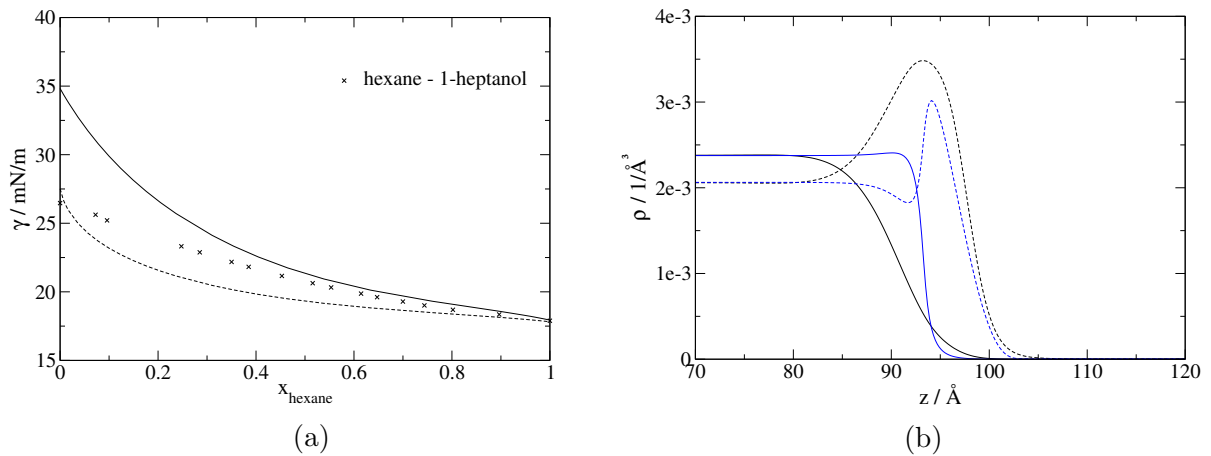 40
35
30
25
20
15
γ / mN/m
× hexane - 1-heptanol
0 0.2 0.4 0.6 0.8 1
x_hexane
(a)
4e-3
3e-3
2e-3
1e-3
0
ρ / 1/Å³
70 80 90 100 110 120
z / Å
(b)